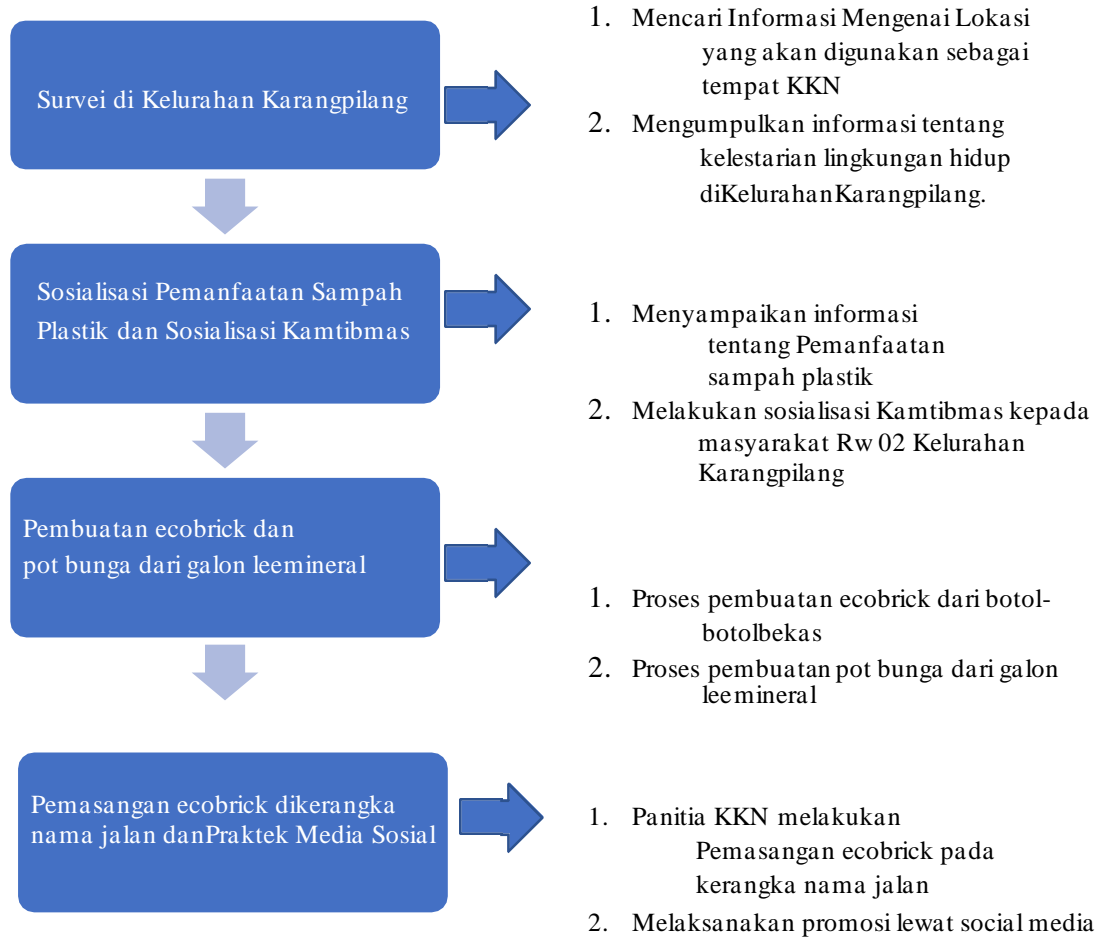 Survei di Kelurahan Karangpilang
1. Mencari Informasi Mengenai Lokasi
yang akan digunakan sebagai
tempat KKN
2. Mengumpulkan informasi tentang
kelestarian lingkungan hidup
diKelurahanKarangpilang.
Sosialisasi Pemanfaatan Sampah
Plastik dan Sosialisasi Kamtibmas
1. Menyampaikan informasi
tentang Pemanfaatan
sampah plastik
2. Melakukan sosialisasi Kamtibmas kepada
masyarakat Rw 02 Kelurahan
Karangpilang
Pembuatan ecobrick dan
pot bunga dari galon leemineral
1. Proses pembuatan ecobrick dari botol-
botolbekas
2. Proses pembuatan pot bunga dari galon
leemineral
Pemasangan ecobrick dikerangka
nama jalan danPraktek Media Sosial
1. Panitia KKN melakukan
Pemasangan ecobrick pada
kerangka nama jalan
2. Melaksanakan promosi lewat social media